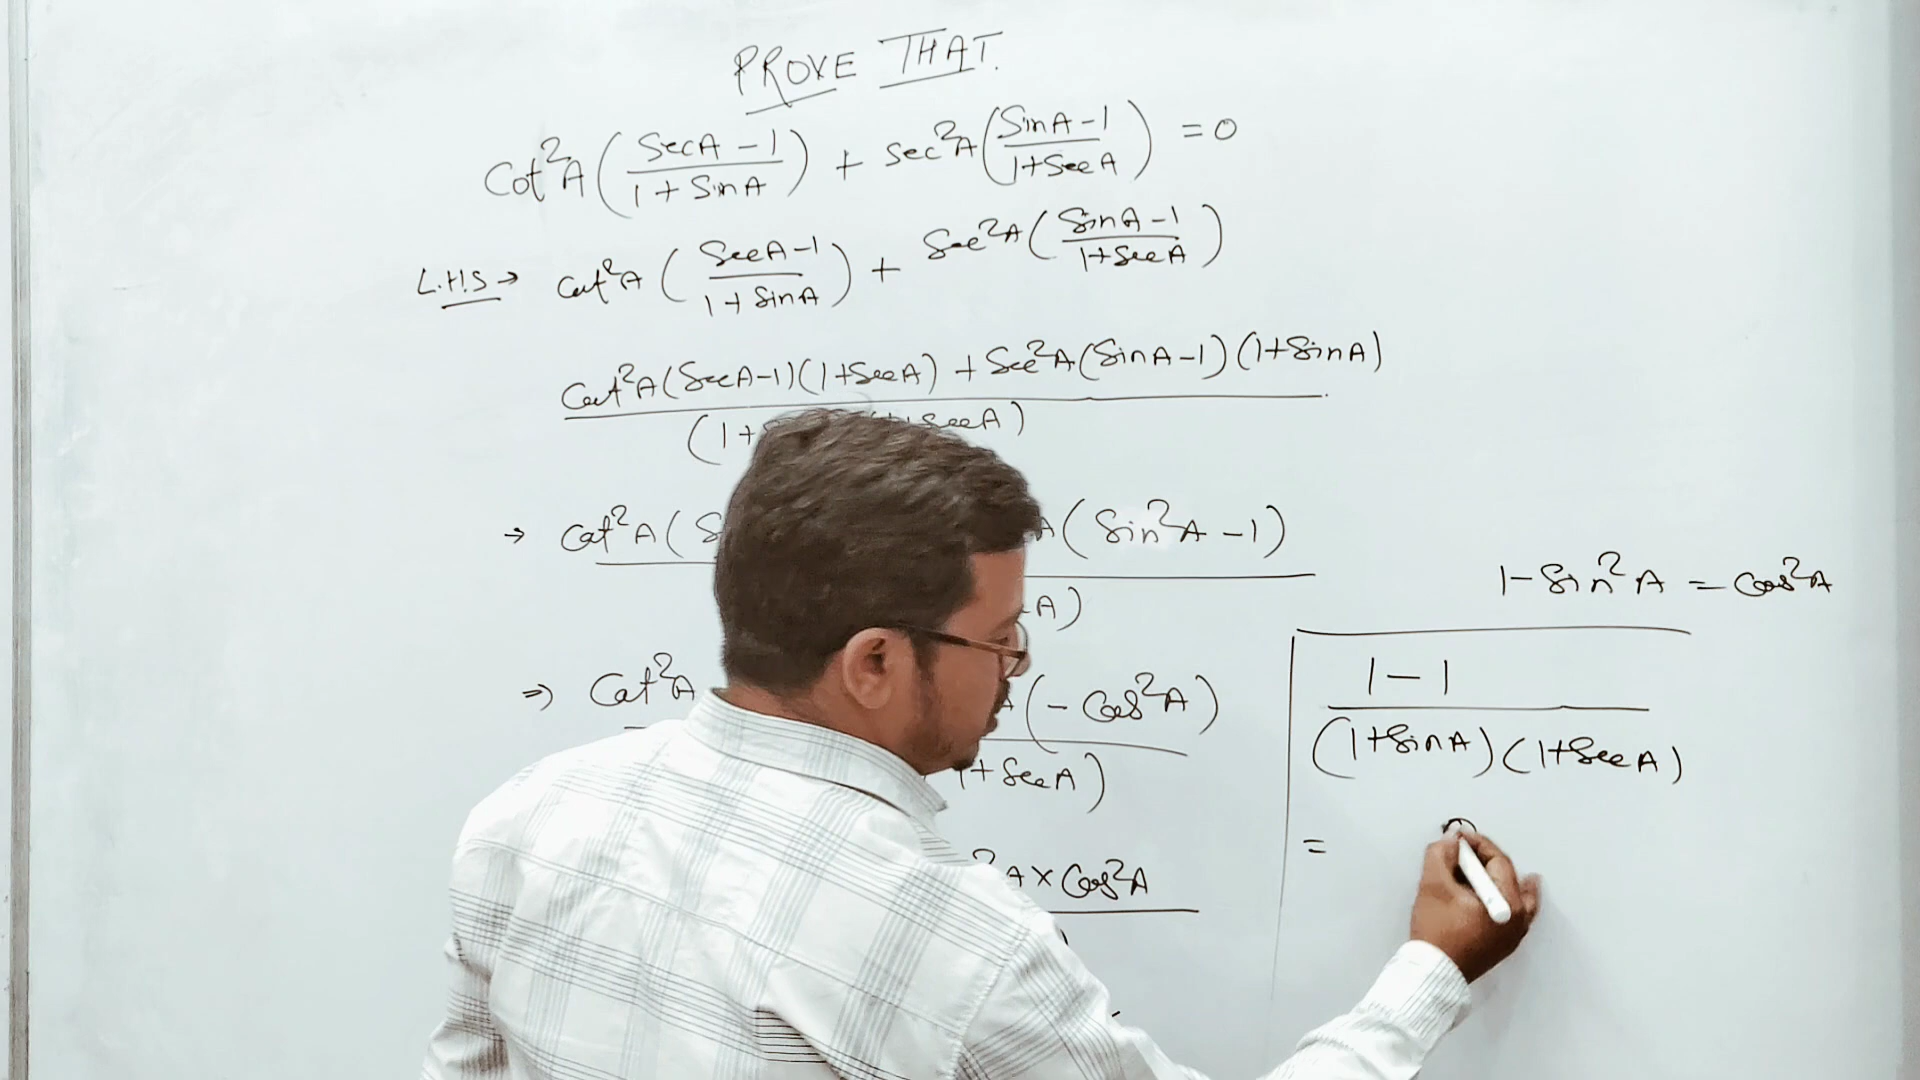 PROVE THAT.
Cot²A ( (SecA - 1) / (1 + SinA) ) + sec²A ( (SinA - 1) / (1+SecA) ) = 0
L.H.S → Cot²A ( (SecA-1) / (1+ SinA) ) + Sec²A ( (SinA-1) / (1+SecA) )
Cot²A(SecA-1)(1+SecA) + Sec²A(SinA-1)(1+SinA)
(1+ SecA)
→ Cot²A(S A(Sin²A -1)
A)
1-Sin²A = Cos²A
⇒ Cot²A A(-Cos²A)
1+SecA)
1-1
(1+SinA)(1+SecA)
=
²A×Cos²A